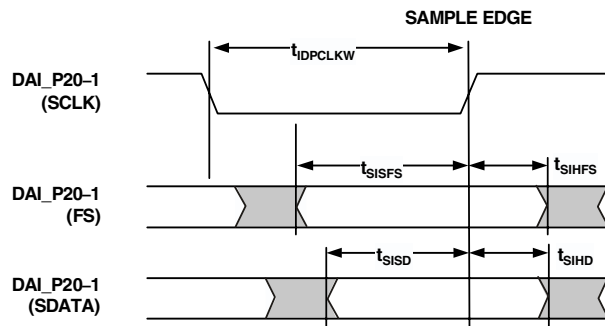 SAMPLE EDGE
tIDPCLKW
DAI_P20–1
(SCLK)
tSISFS
tSIHFS
DAI_P20–1
(FS)
tSISD
tSIHD
DAI_P20–1
(SDATA)